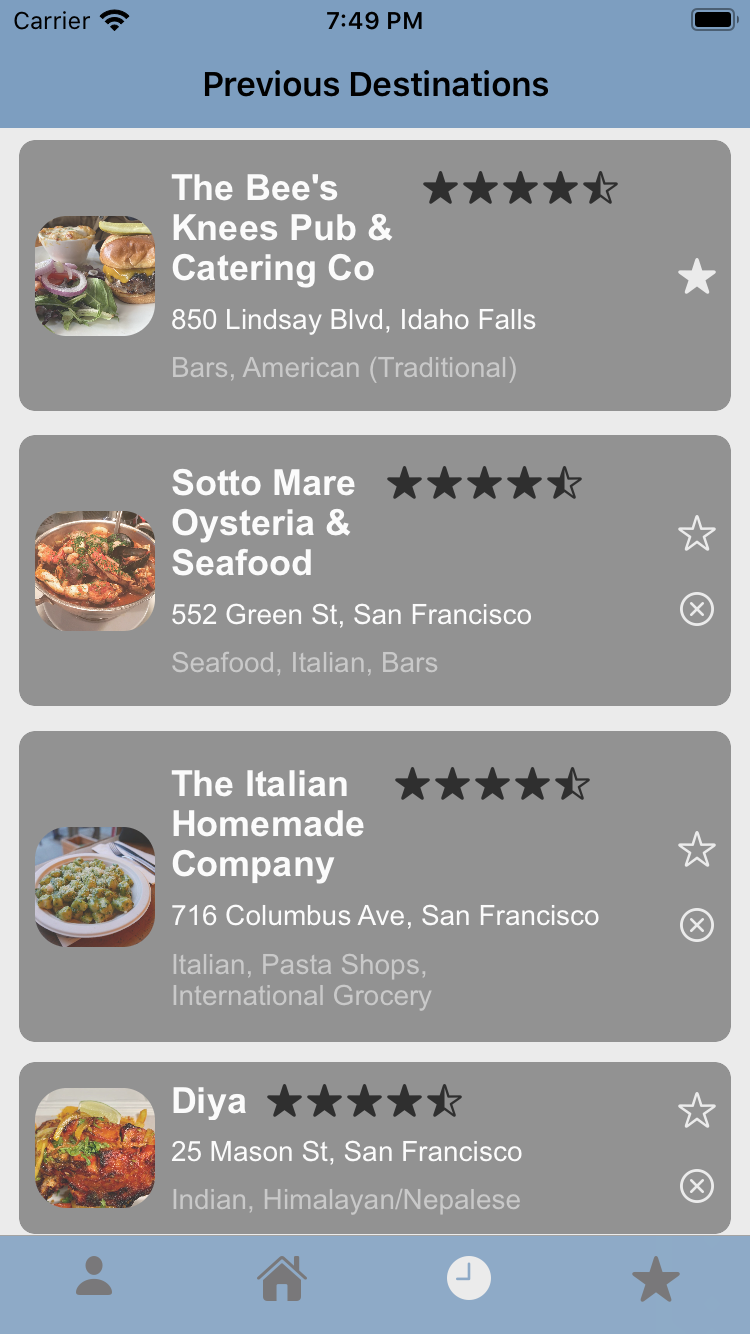 Carrier 7:49 PM
Previous Destinations
The Bee's
Knees Pub &
Catering Co
850 Lindsay Blvd, Idaho Falls
Bars, American (Traditional)
Sotto Mare
Oysteria &
Seafood
552 Green St, San Francisco
Seafood, Italian, Bars
The Italian
Homemade
Company
716 Columbus Ave, San Francisco
Italian, Pasta Shops,
International Grocery
Diya
25 Mason St, San Francisco
Indian, Himalayan/Nepalese